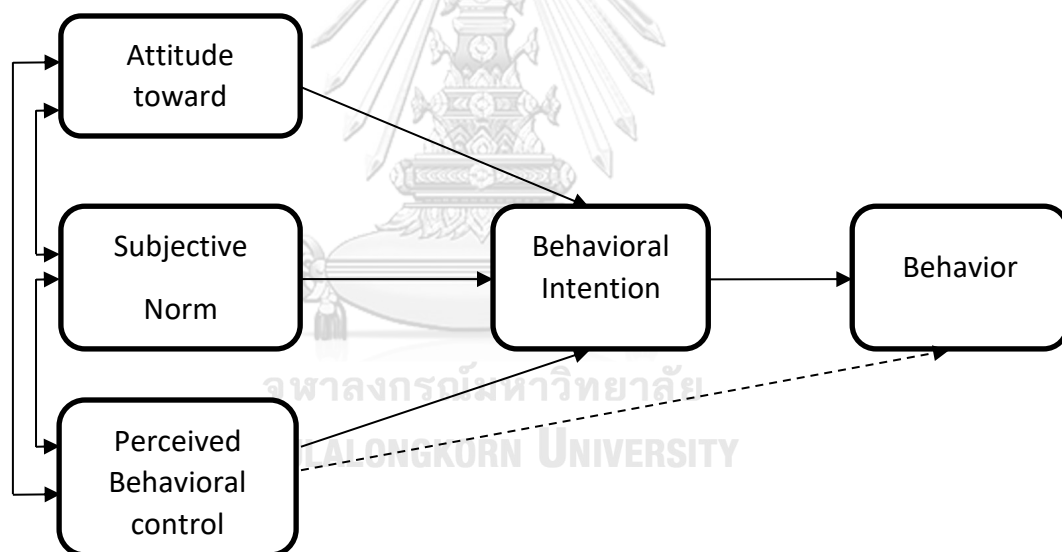 Attitude
toward
Subjective
Norm
Behavioral
Intention
Behavior
จุฬาลงกรณ์มหาวิทยาลัย
Perceived
Behavioral
control
LALONGKORN UNIVERSITY